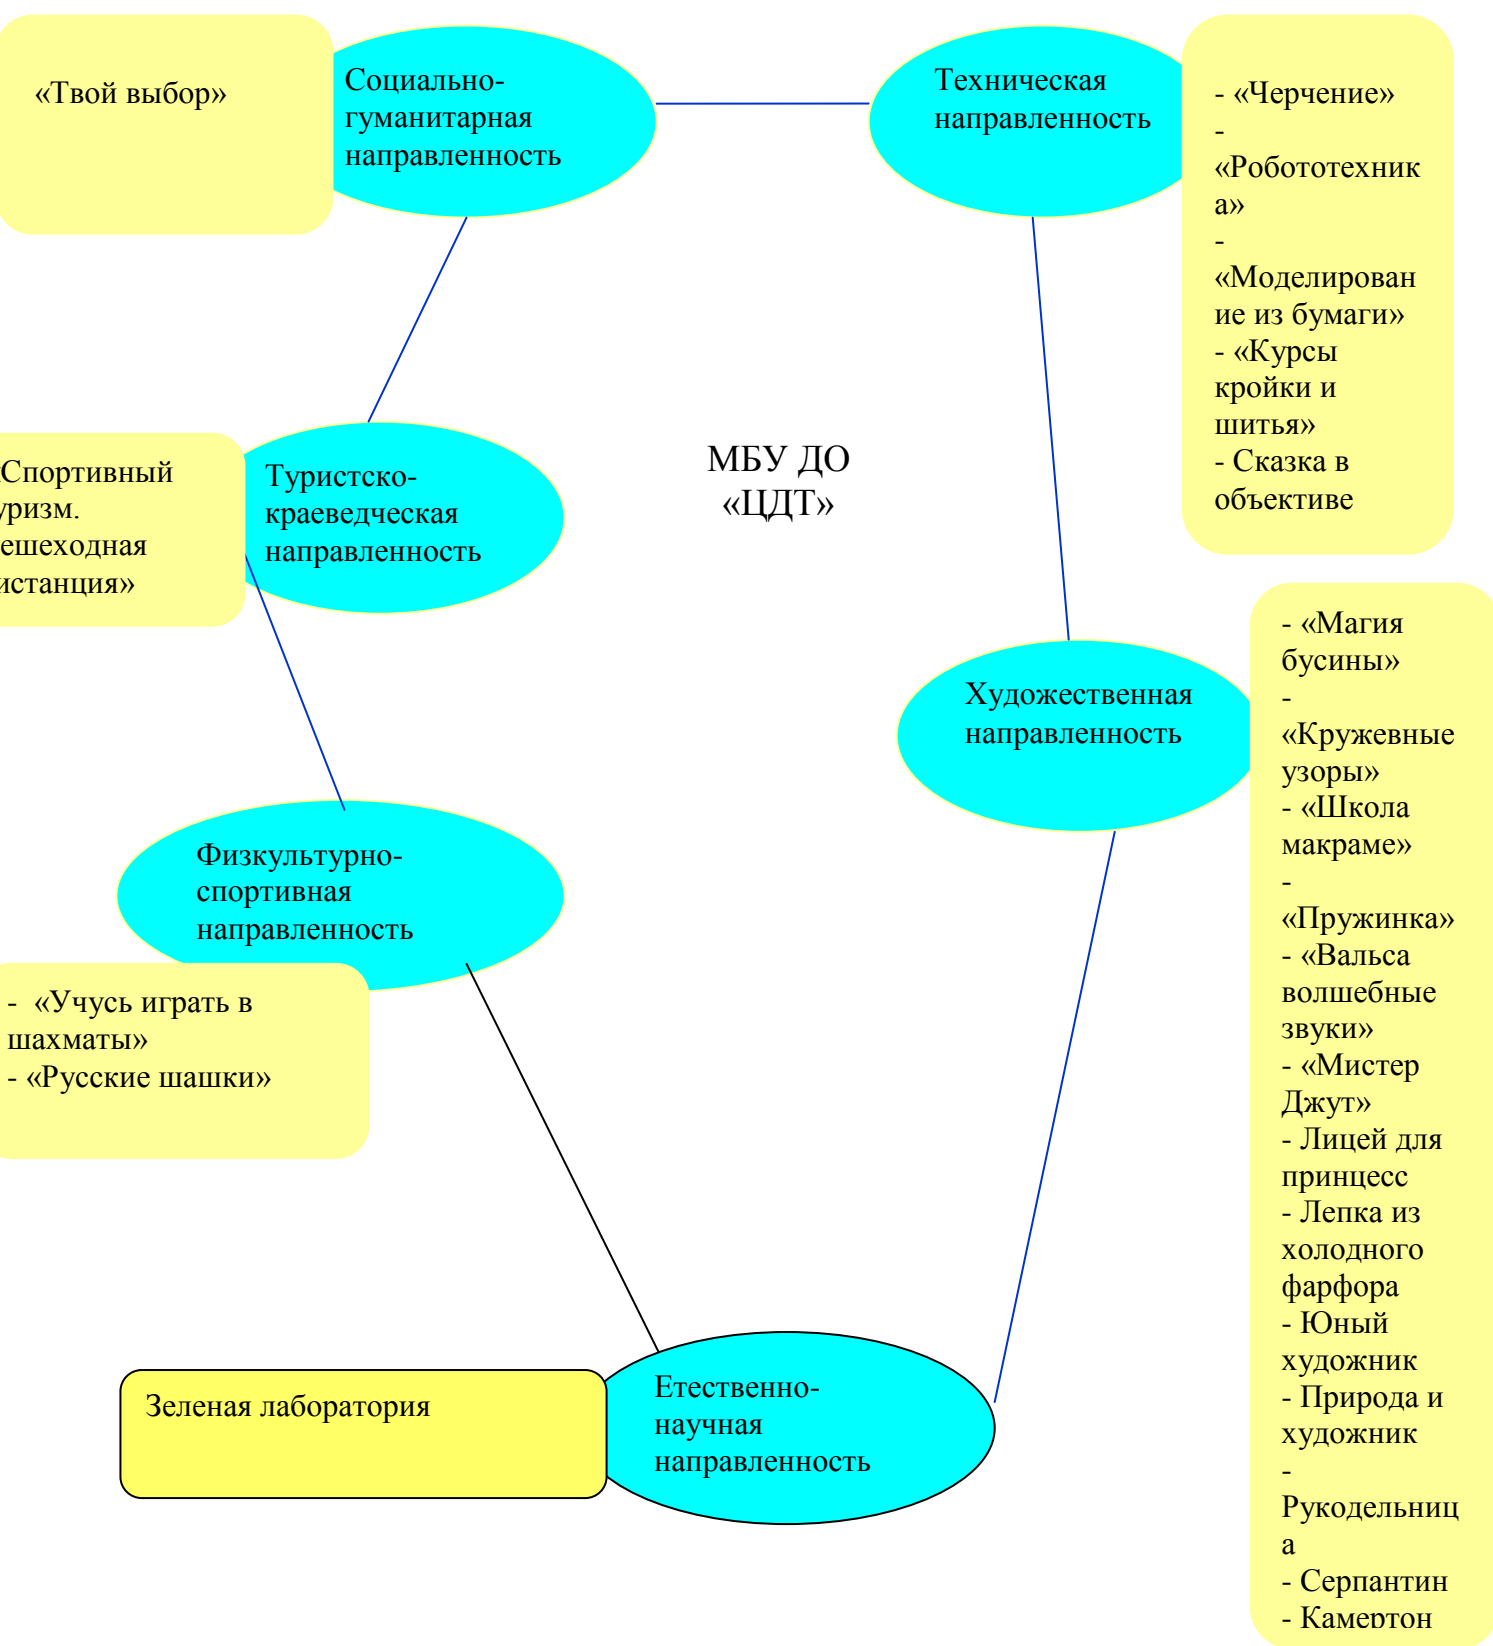 «Твой выбор»
Социально-
гуманитарная
направленность
Техническая
направленность
- «Черчение»
-
«Робототехник
а»
-
«Моделирован
ие из бумаги»
- «Курсы
кройки и
шитья»
- Сказка в
объективе
«Спортивный
уризм.
ешеходная
истанция»
Туристско-
краеведческая
направленность
МБУ ДО
«ЦДТ»
Художественная
направленность
- «Магия
бусины»
-
«Кружевные
узоры»
- «Школа
макраме»
-
«Пружинка»
- «Вальса
волшебные
звуки»
- «Мистер
Джут»
- Лицей для
принцесс
- Лепка из
холодного
фарфора
- Юный
художник
- Природа и
художник
-
Рукодельниц
а
- Серпантин
- Камертон
Физкультурно-
спортивная
направленность
- «Учусь играть в
шахматы»
- «Русские шашки»
Зеленая лаборатория
Етественно-
научная
направленность